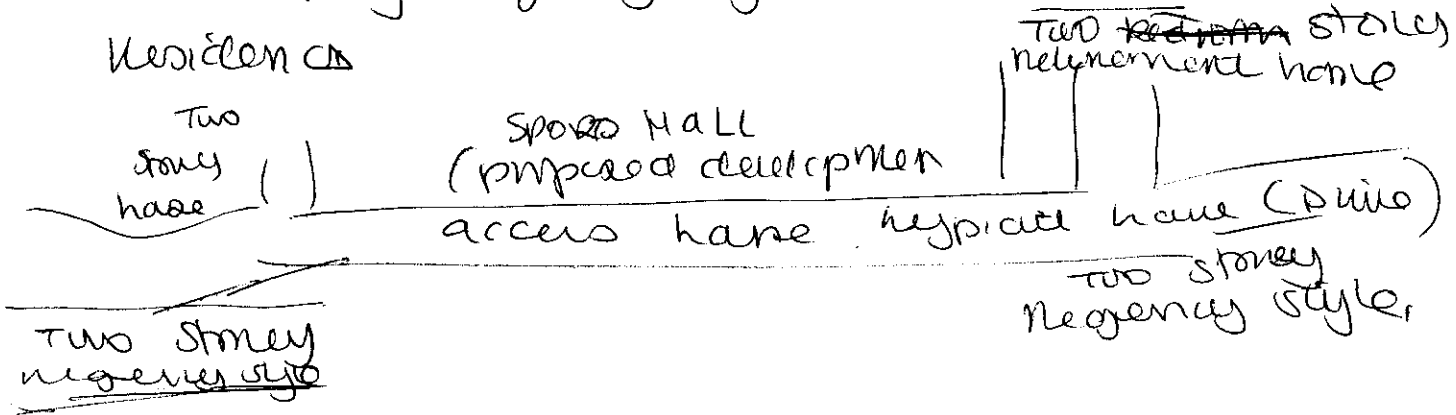 Residence
Two storey
retirement home
Two
storey
house
Sports Hall
(proposed development
access lane
lane (Drive)
Two storey
Regency style,
Two storey
regency style